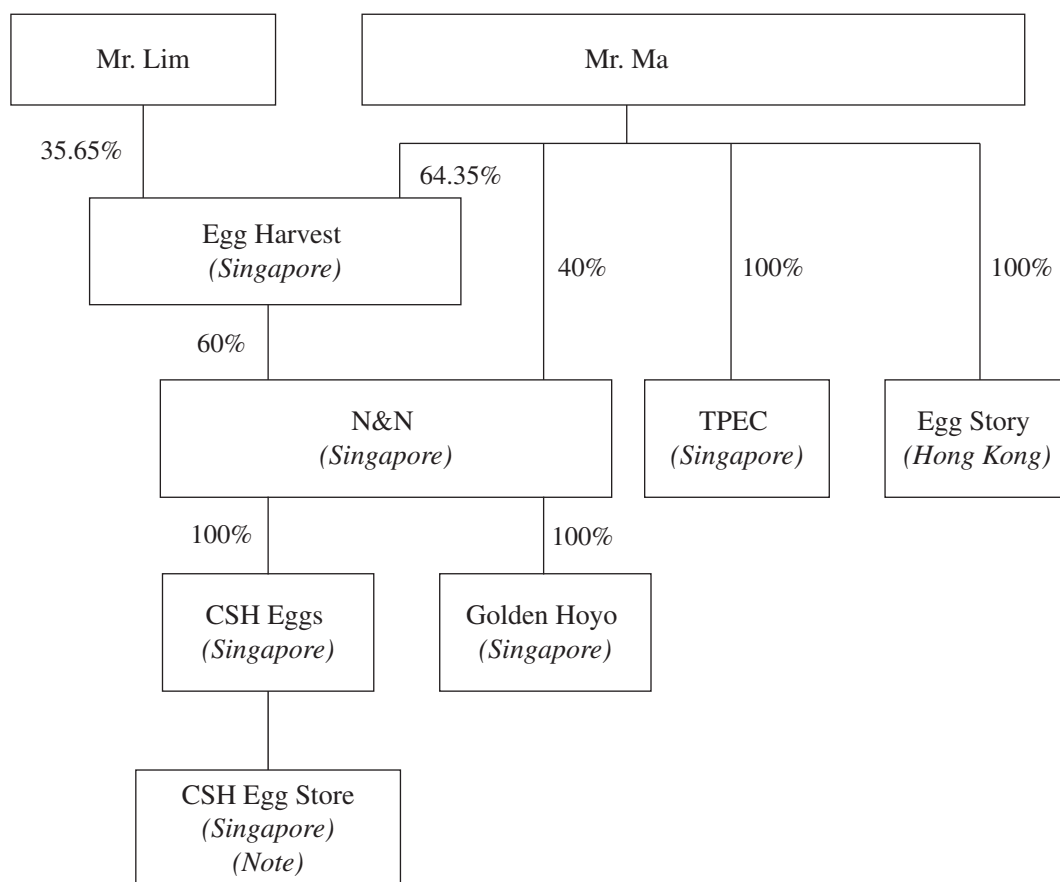 Mr. Lim
Mr. Ma
35.65%
64.35%
Egg Harvest
(Singapore)
40%
100%
100%
60%
N&N
(Singapore)
TPEC
(Singapore)
Egg Story
(Hong Kong)
100%
100%
CSH Eggs
(Singapore)
Golden Hoyo
(Singapore)
CSH Egg Store
(Singapore)
(Note)